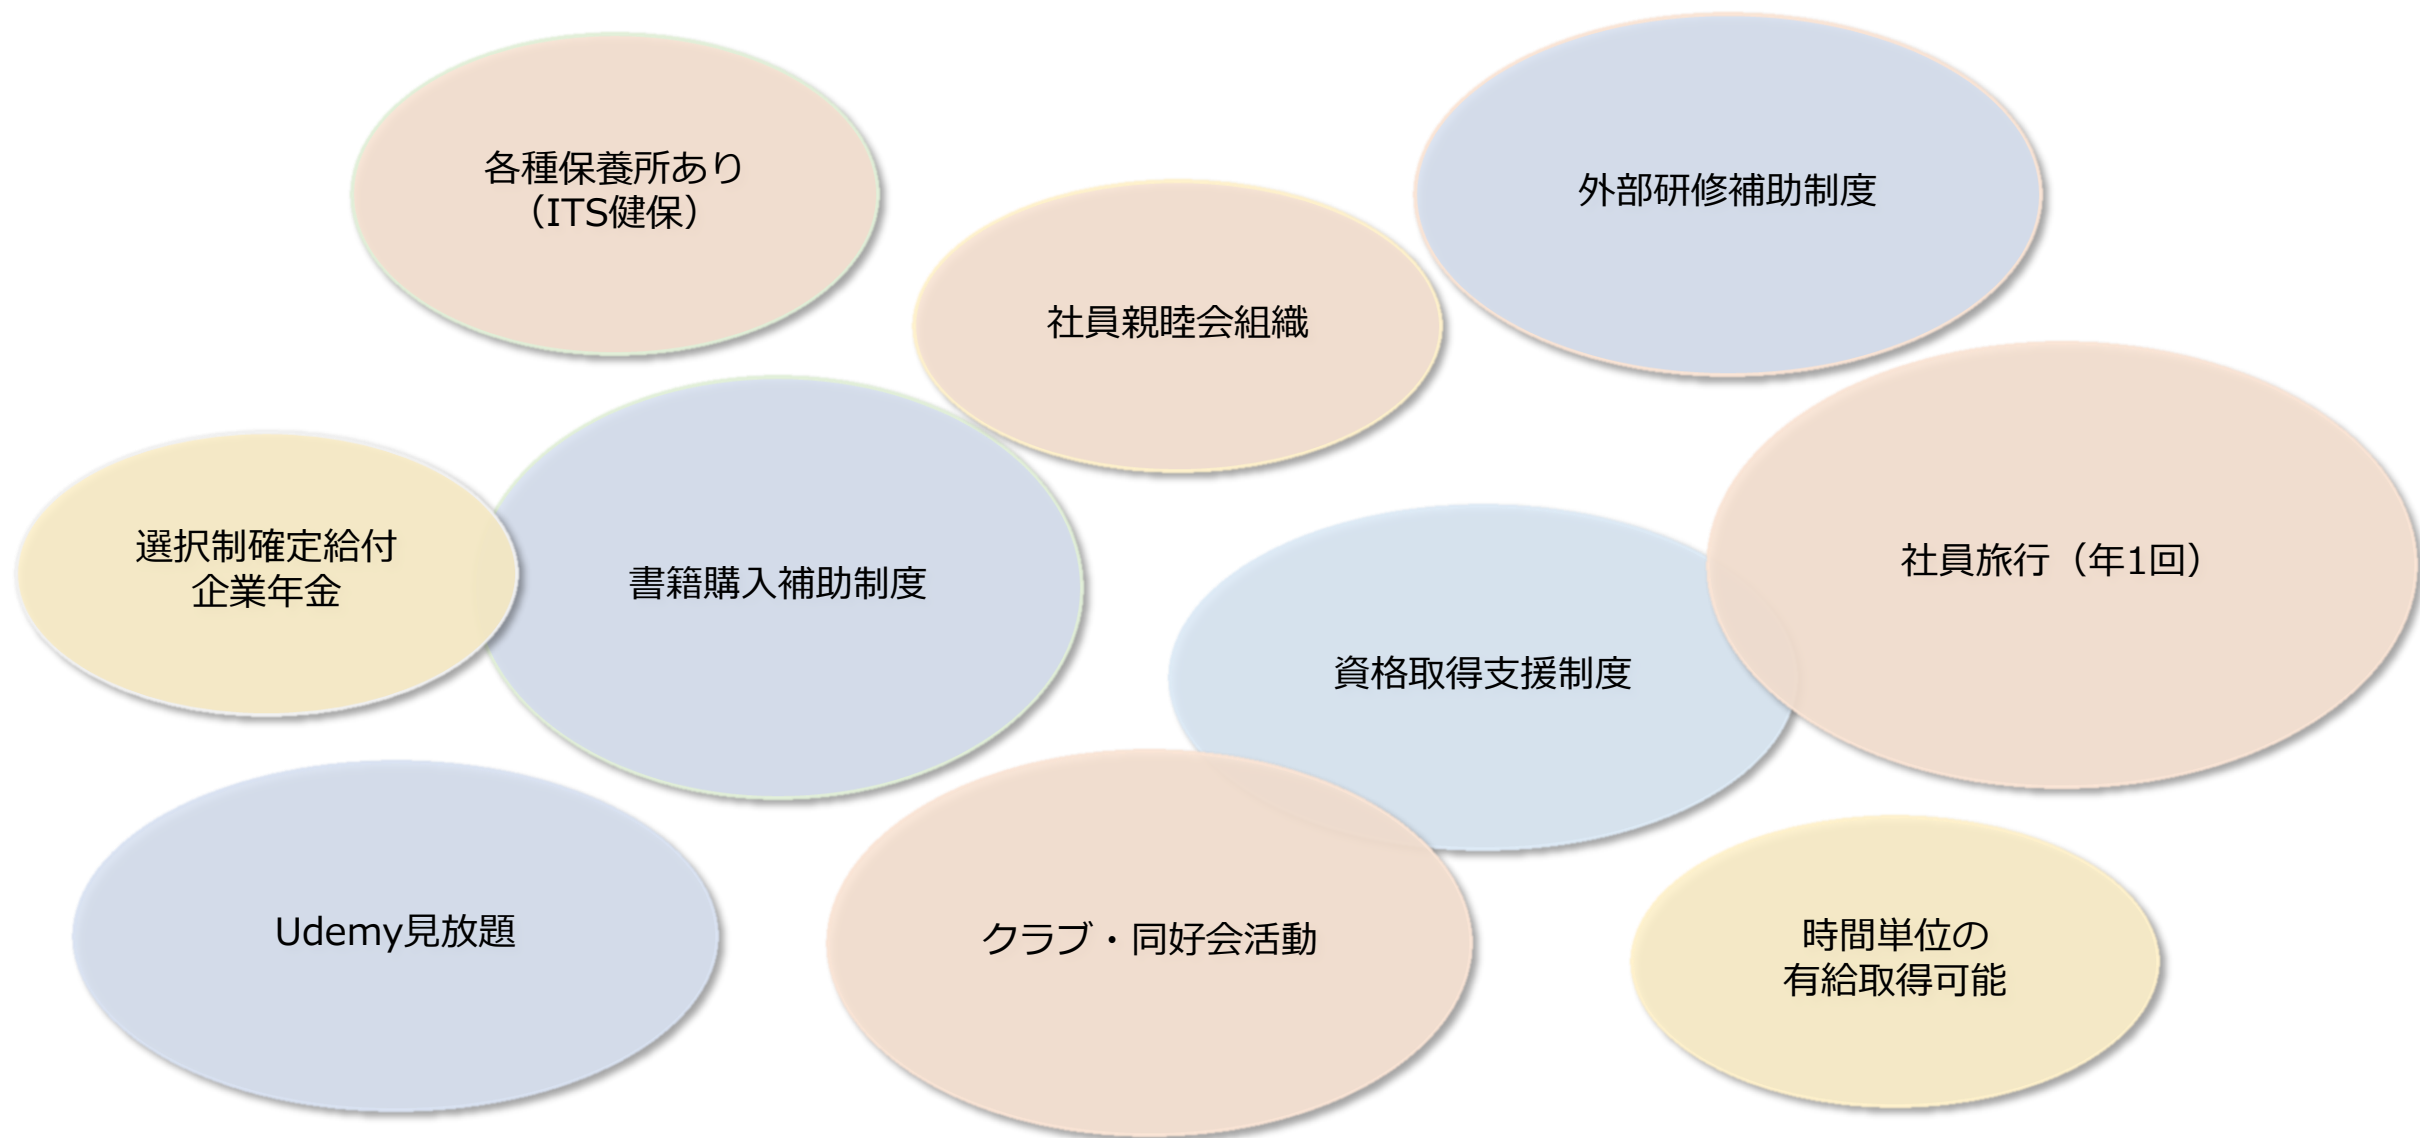 各種保養所あり
（ITS健保）
外部研修補助制度
社員親睦会組織
選択制確定給付
企業年金
書籍購入補助制度
社員旅行（年1回）
資格取得支援制度
Udemy見放題
クラブ・同好会活動
時間単位の
有給取得可能